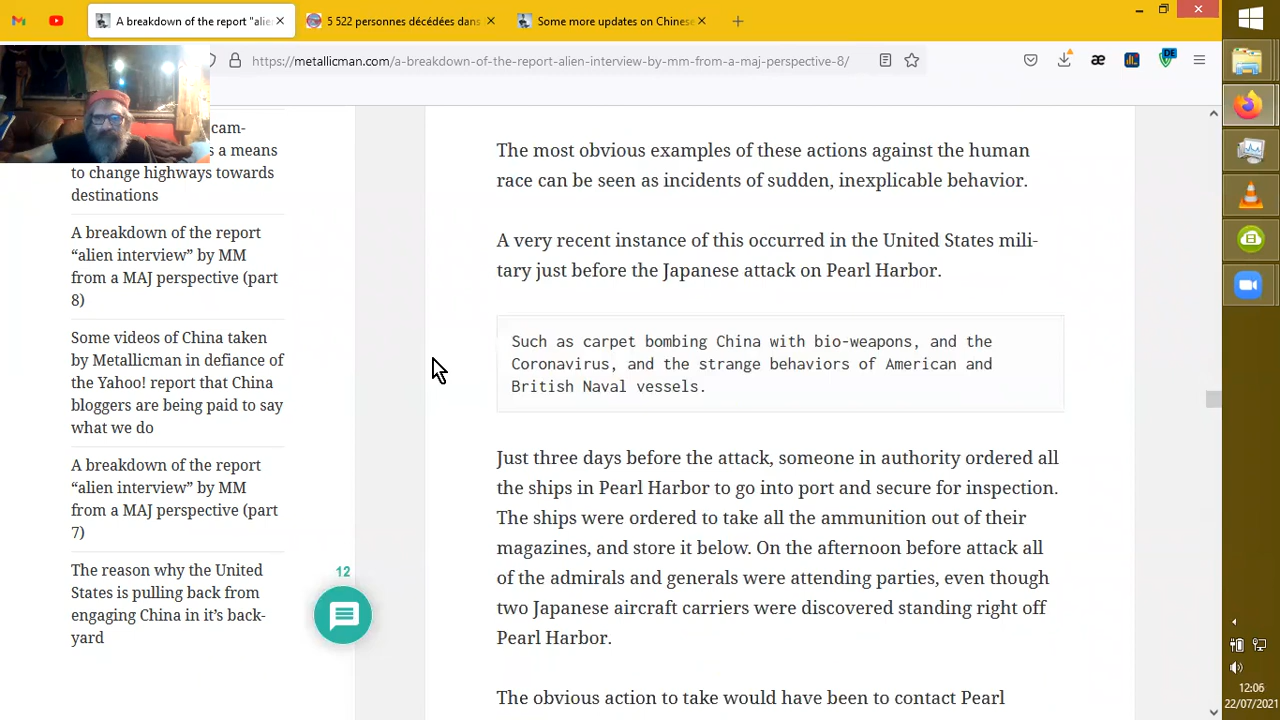 A breakdown of the report "alie
5 522 personnes décédées dans
Some more updates on Chinese
https://metallicman.com/a-breakdown-of-the-r
alien-interview-by-mm-from-a-maj-perspective-8/
DE
cam-
s a means
to change highways towards
destinations
A breakdown of the report
“alien interview” by MM
from a MAJ perspective (part
8)
Some videos of China taken
by Metallicman in defiance of
the Yahoo! report that China
bloggers are being paid to say
what we do
A breakdown of the report
“alien interview” by MM
from a MAJ perspective (part
7)
The reason why the United
States is pulling back from
engaging China in it’s back-
yard
12
The most obvious examples of these actions against the human
race can be seen as incidents of sudden, inexplicable behavior.
A very recent instance of this occurred in the United States mili-
tary just before the Japanese attack on Pearl Harbor.
Such as carpet bombing China with bio-weapons, and the
Coronavirus, and the strange behaviors of American and
British Naval vessels.
Just three days before the attack, someone in authority ordered all
the ships in Pearl Harbor to go into port and secure for inspection.
The ships were ordered to take all the ammunition out of their
magazines, and store it below. On the afternoon before attack all
of the admirals and generals were attending parties, even though
two Japanese aircraft carriers were discovered standing right off
Pearl Harbor.
The obvious action to take would have been to contact Pearl
12:06
22/07/2021